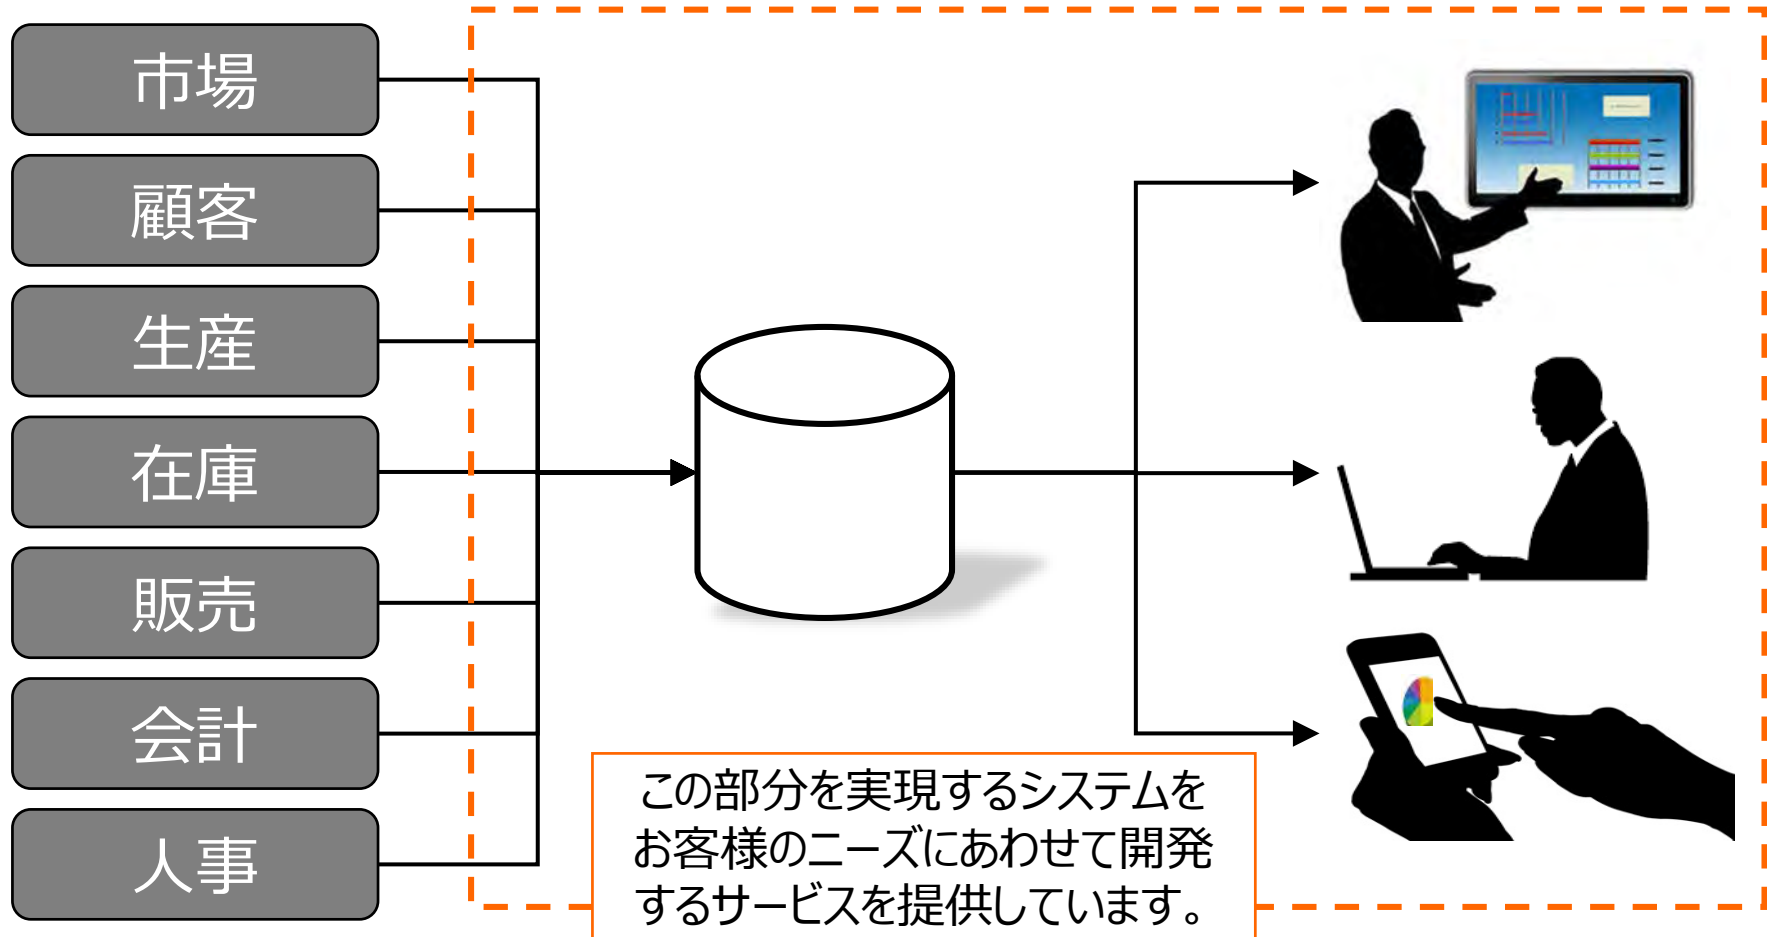 市場
顧客
生産
在庫
販売
会計
人事
この部分を実現するシステムを
お客様のニーズにあわせて開発
するサービスを提供しています。